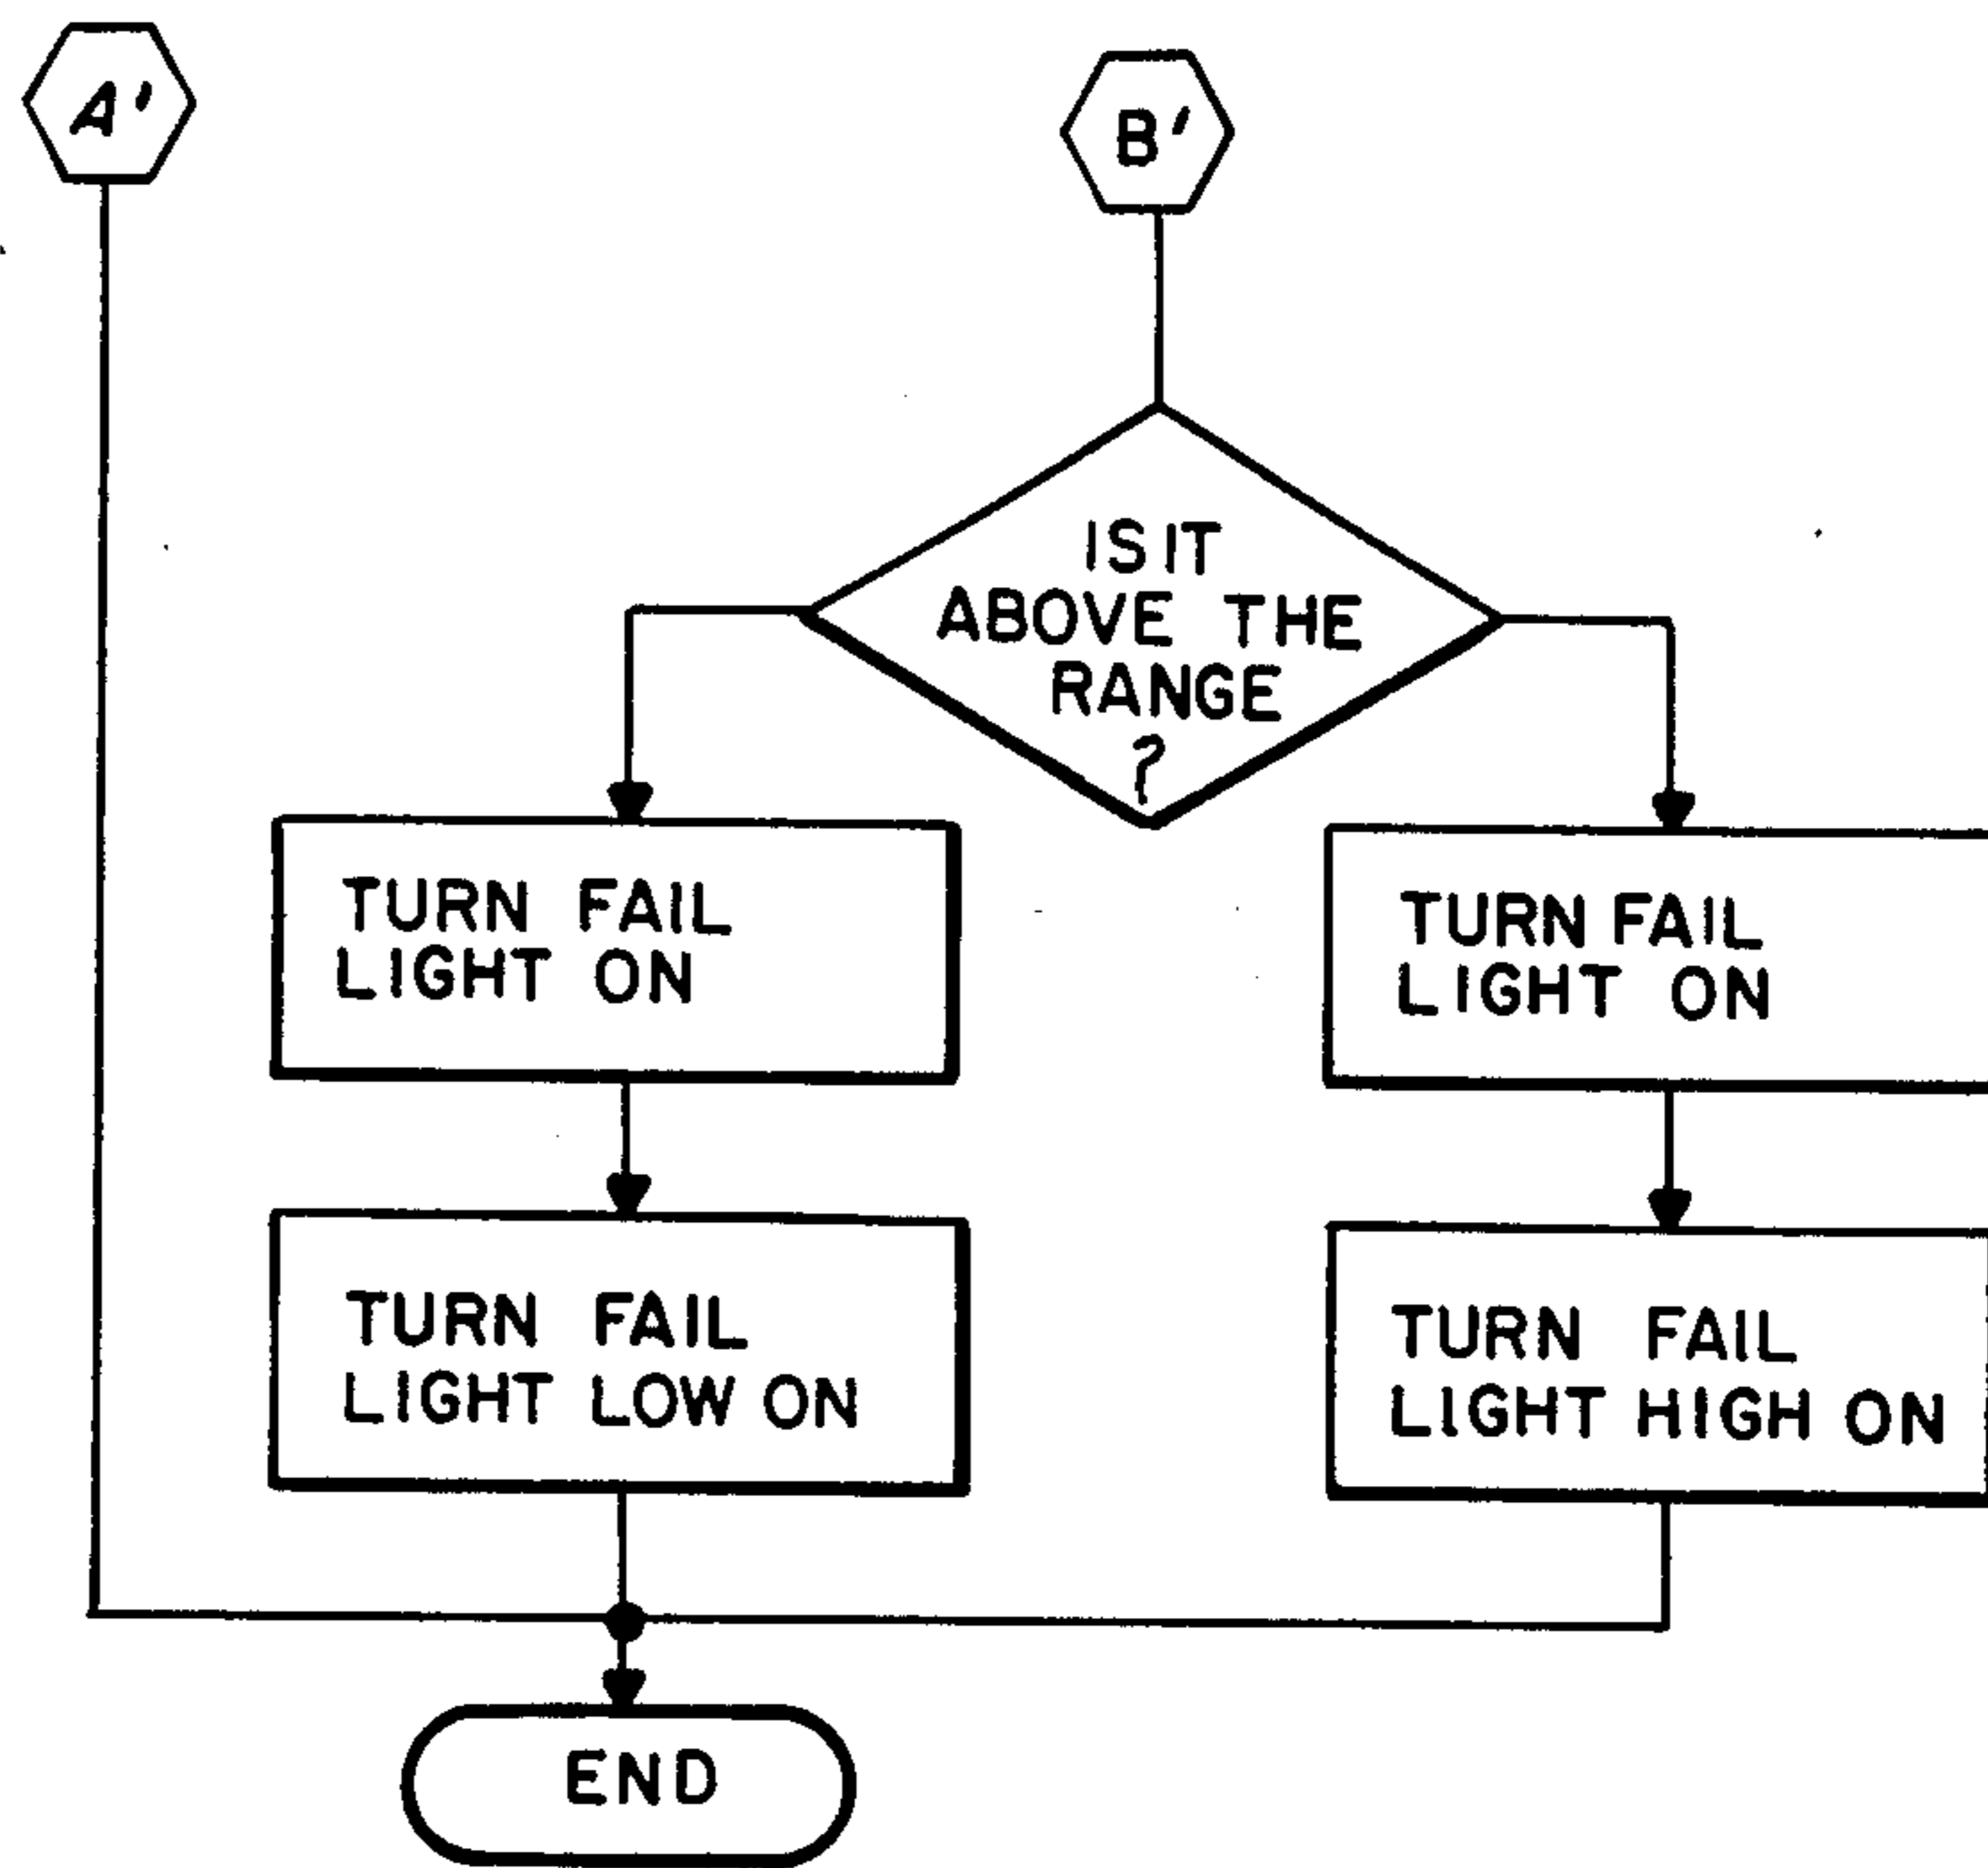 A'
B'
IS IT
ABOVE THE
RANGE
?
TURN FAIL
LIGHT ON
TURN FAIL
LIGHT ON
TURN FAIL
LIGHT LOW ON
TURN FAIL
LIGHT HIGH ON
END